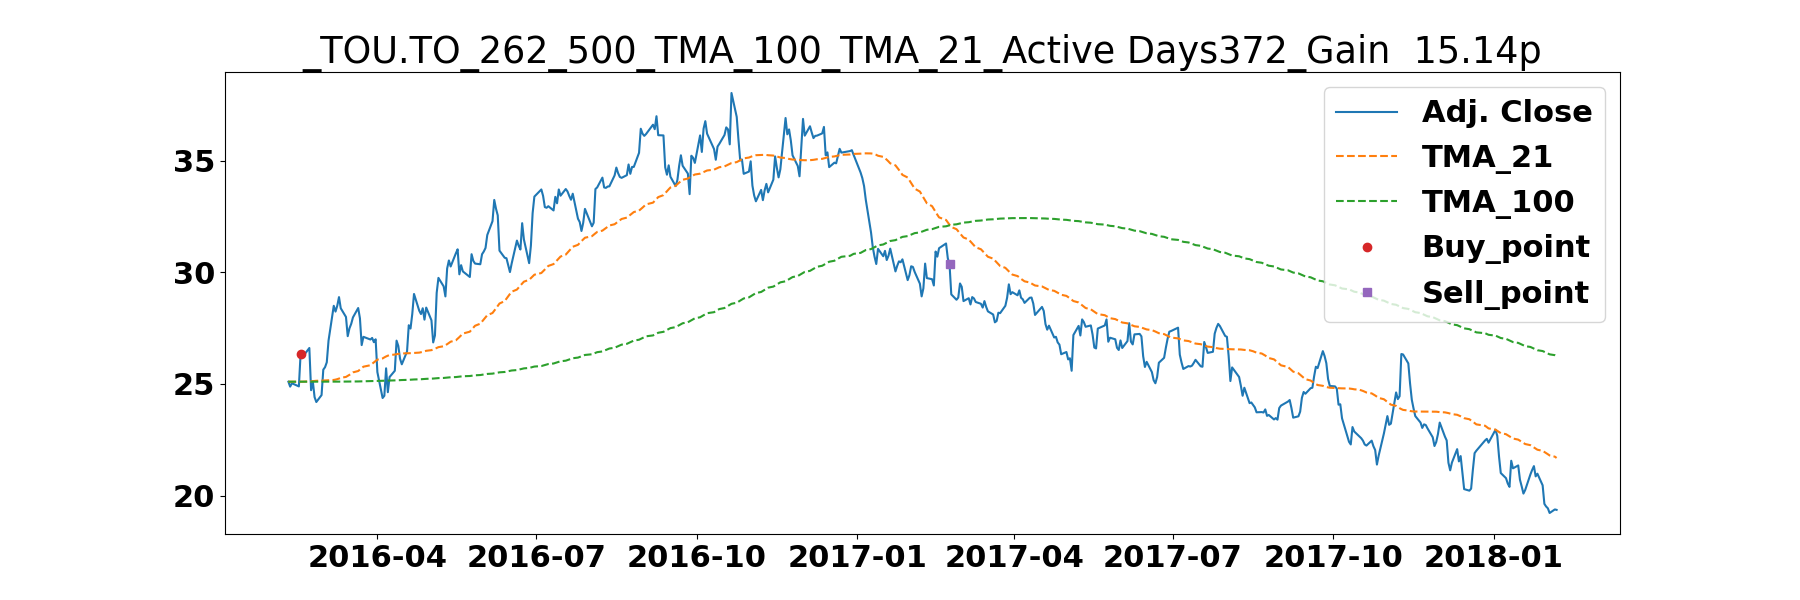 _TOU.TO_262_500_TMA_100_TMA_21_Active Days372_Gain  15.14p
Adj. Close
TMA_21
TMA_100
Buy_point
Sell_point
35
30
25
20
2016-04 2016-07 2016-10 2017-01 2017-04 2017-07 2017-10 2018-01